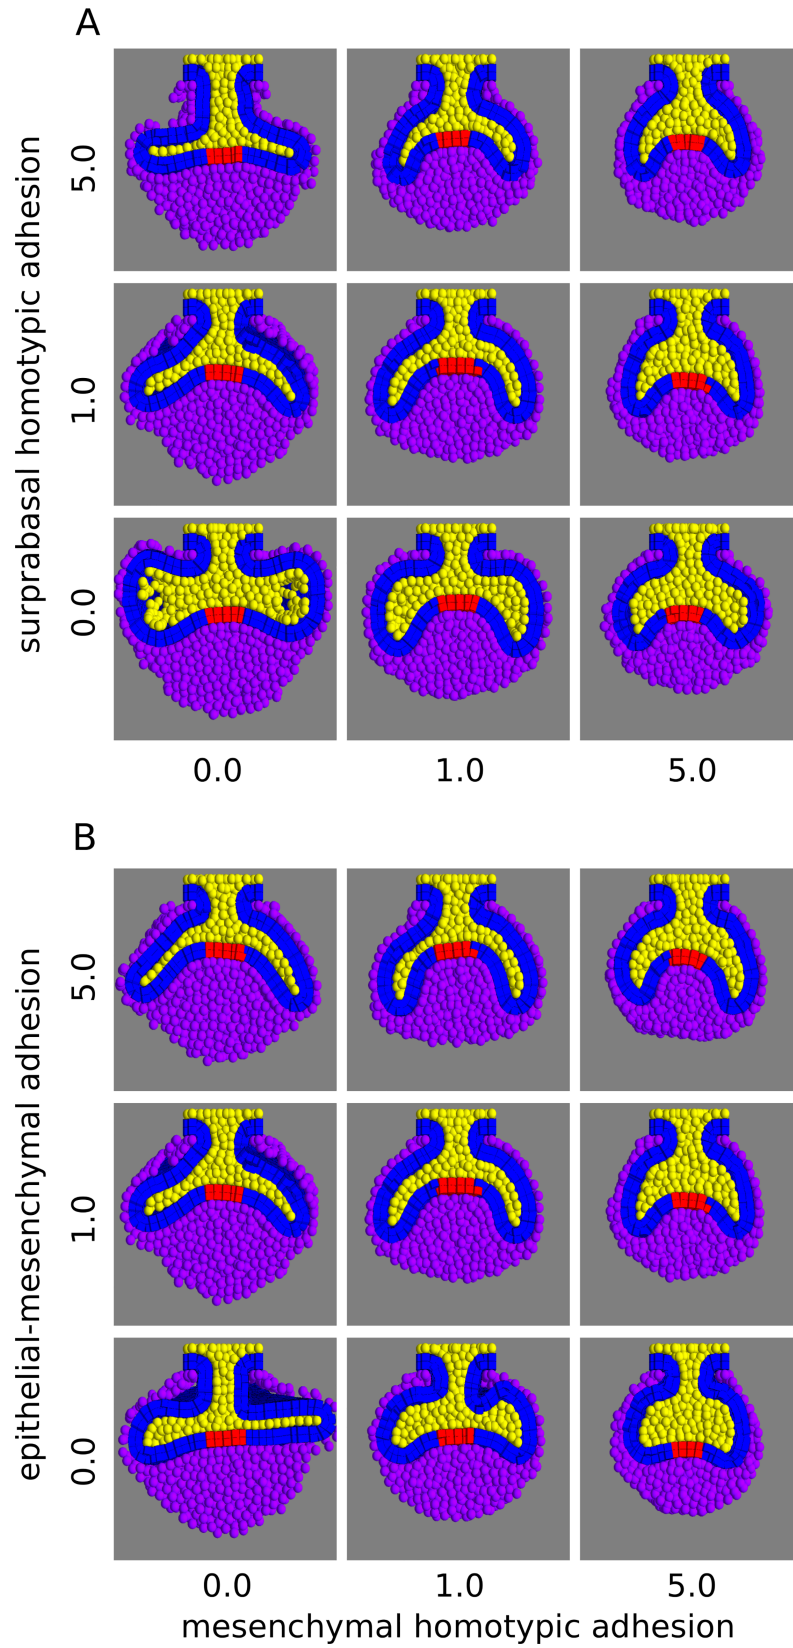 A
surprabasal homotypic adhesion
5.0
1.0
0.0
0.0 1.0 5.0
B
epithelial-mesenchymal adhesion
5.0
1.0
0.0
0.0 1.0 5.0
mesenchymal homotypic adhesion